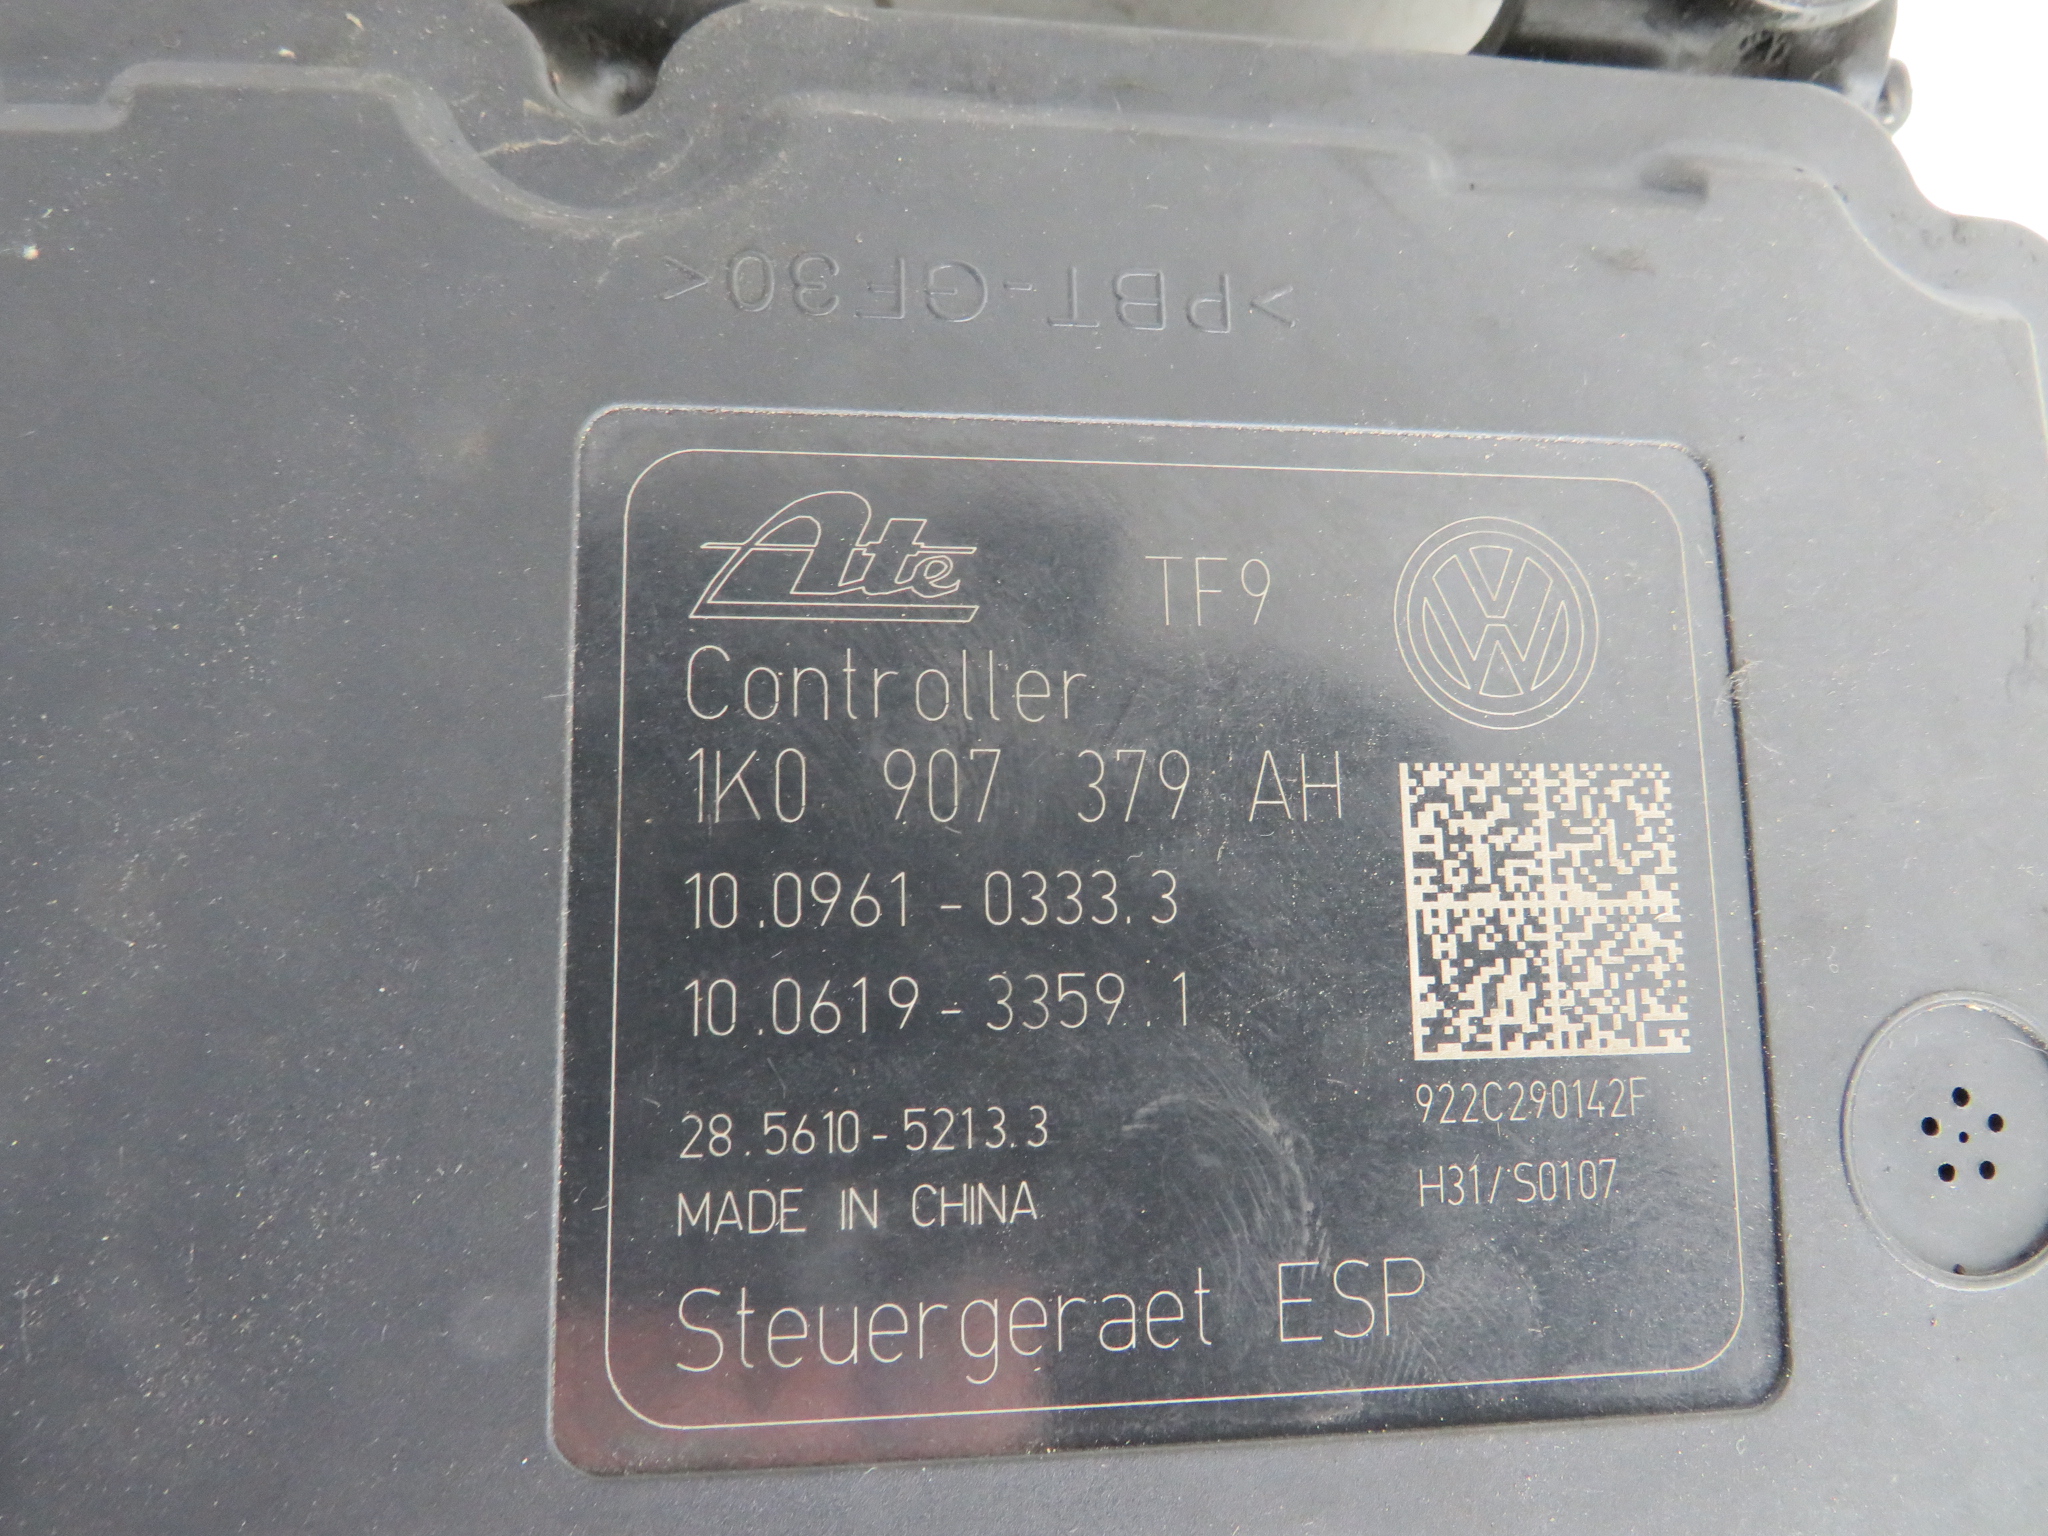 >PBT-GF30<
Ate TF9
Controller
1K0 907 379 AH
10.0961-0333.3
10.0619-3359.1
922C290142F
28.5610-5213.3
H31/S0107
MADE IN CHINA
Steuergeraet ESP